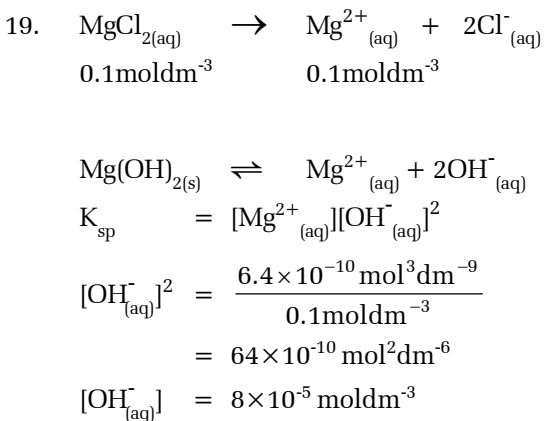 19. MgCl₂₍aq₎ → Mg²⁺₍aq₎ + 2Cl⁻₍aq₎
0.1moldm⁻³ 0.1moldm⁻³
Mg(OH)₂₍s₎ ⇌ Mg²⁺₍aq₎ + 2OH⁻₍aq₎
Kₛₚ = [Mg²⁺₍aq₎][OH⁻₍aq₎]²
[OH⁻₍aq₎]² = 6.4×10⁻¹⁰ mol³dm⁻⁹
0.1moldm⁻³
= 64×10⁻¹⁰ mol²dm⁻⁶
[OH⁻₍aq₎] = 8×10⁻⁵ moldm⁻³